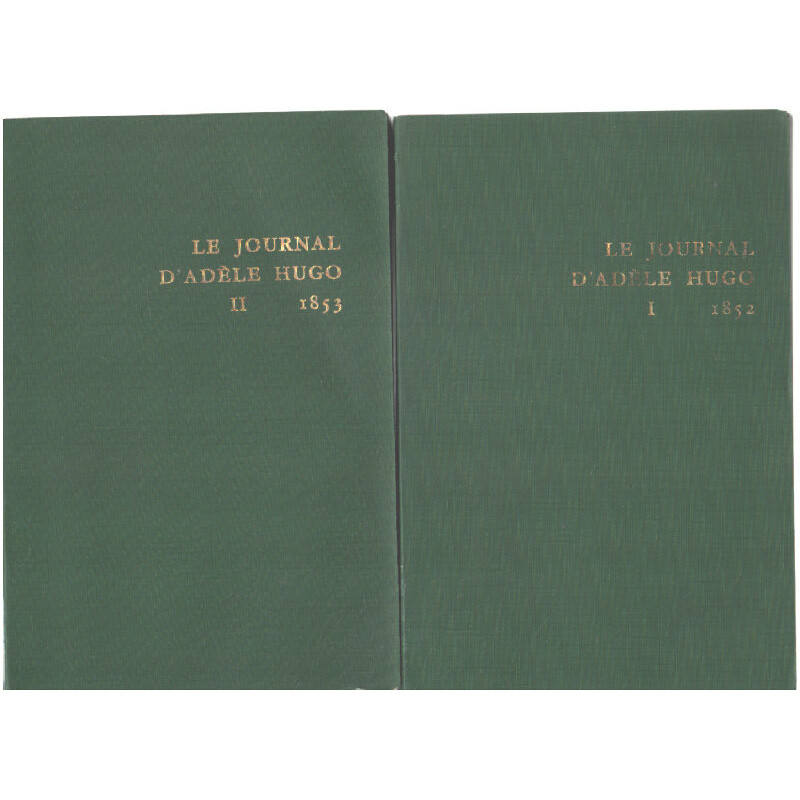 LE JOURNAL
D'ADÈLE HUGO
II 1853
LE JOURNAL
D'ADÈLE HUGO
I 1852